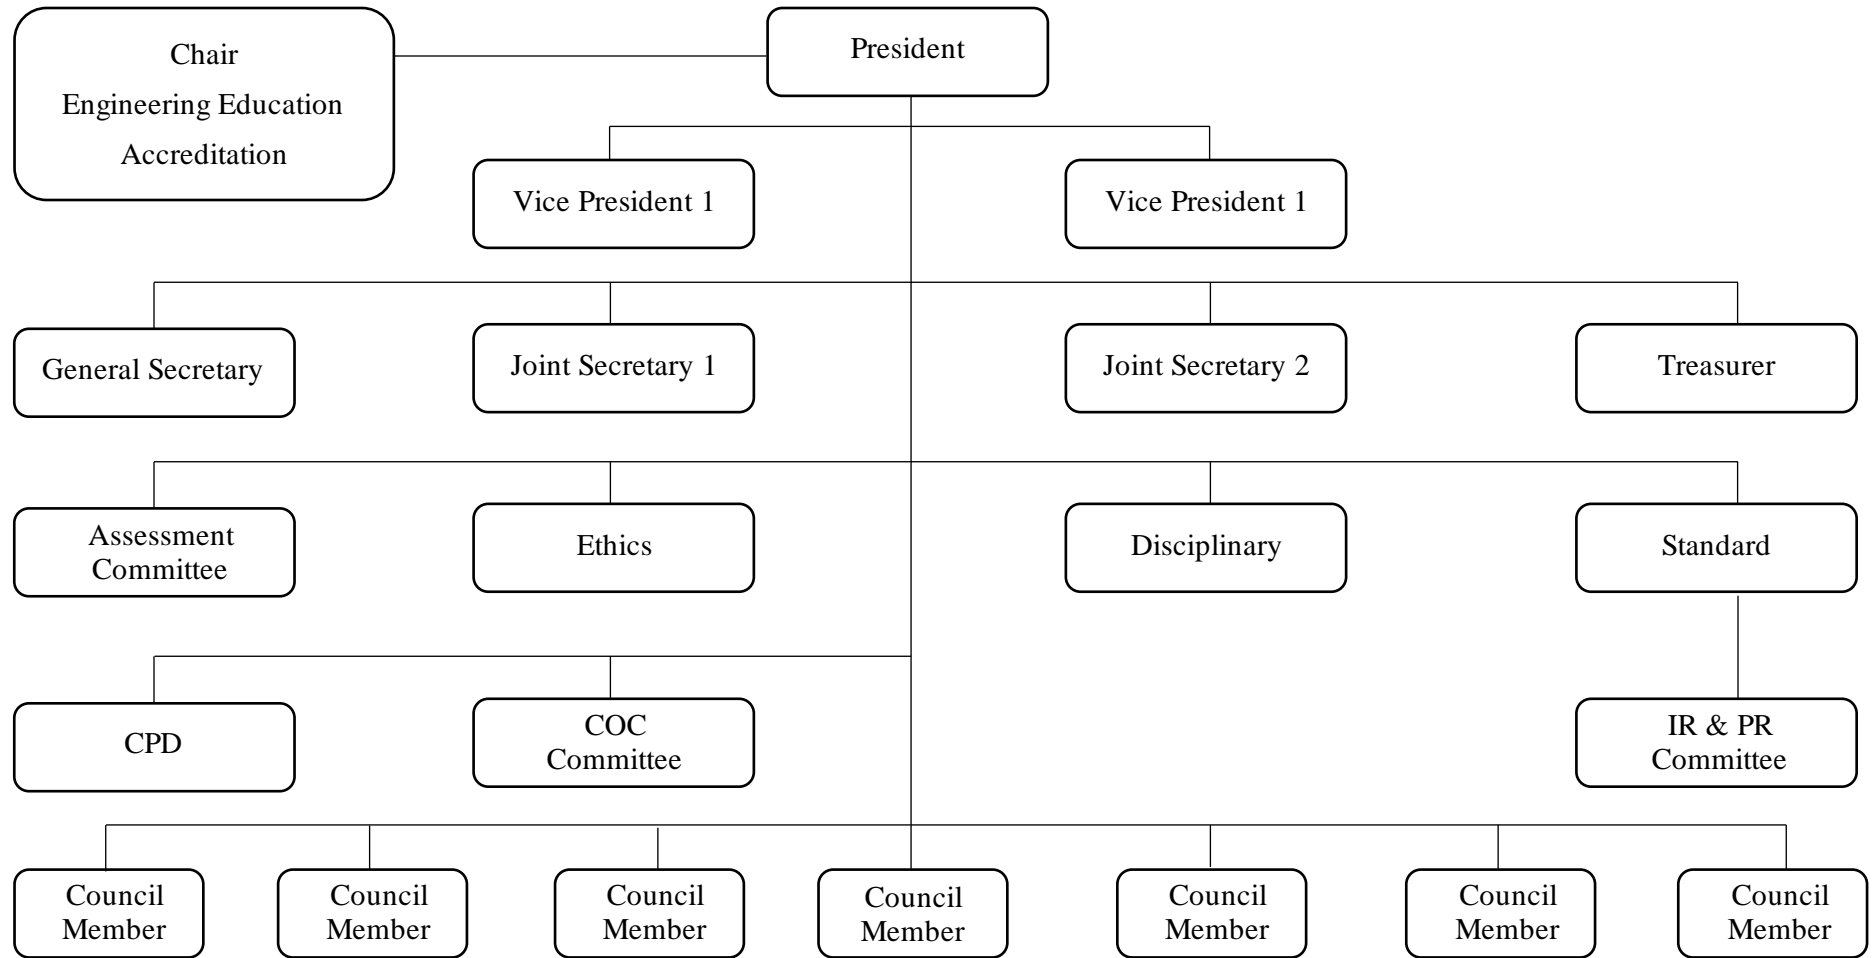 Chair
Engineering Education
Accreditation
President
Vice President 1
Vice President 1
General Secretary
Joint Secretary 1
Joint Secretary 2
Treasurer
Assessment
Committee
Ethics
Disciplinary
Standard
CPD
COC
Committee
IR & PR
Committee
Council
Member
Council
Member
Council
Member
Council
Member
Council
Member
Council
Member
Council
Member